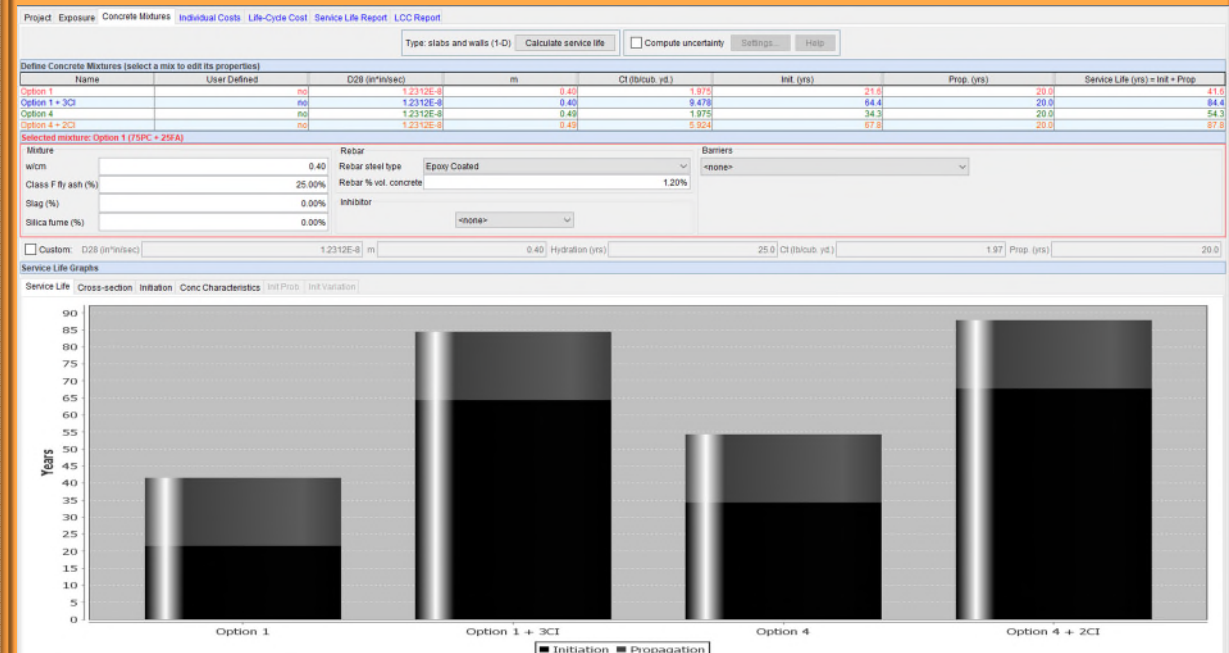 Project Exposure Concrete Mixtures Individual Costs Life-Cycle Cost Service Life Report LCC Report
Type: slabs and walls (1-D) Calculate service life Compute uncertainty Settings... Help
Define Concrete Mixtures (select a mix to edit its properties)
Name User Defined D28 (in*in/sec) m Ct (lb/cub. yd.) Init. (yrs) Prop. (yrs) Service Life (yrs) = Init + Prop
Option 1 no 1.2312E-8 0.40 1.975 21.6 20.0 41.6
Option 1 + 3CI no 1.2312E-8 0.40 9.478 64.4 20.0 84.4
Option 4 no 1.2312E-8 0.49 1.975 34.3 20.0 54.3
Option 4 + 2CI no 1.2312E-8 0.49 5.924 67.8 20.0 87.8
Selected mixture: Option 1 (75PC + 25FA)
Mixture Rebar Barriers
w/cm 0.40 Rebar steel type Epoxy Coated <none>
Class F fly ash (%) 25.00% Rebar % vol. concrete 1.20%
Slag (%) 0.00% Inhibitor
Silica fume (%) 0.00% <none>
Custom: D28 (in*in/sec) 1.2312E-8 m 0.40 Hydration (yrs) 25.0 Ct (lb/cub. yd.) 1.97 Prop. (yrs) 20.0
Service Life Graphs
Service Life Cross-section Initiation Conc Characteristics Init Prob. Init Variation
90
85
80
75
70
65
60
55
50
45
40
35
30
25
20
15
10
5
0
Years
Option 1 Option 1 + 3CI Option 4 Option 4 + 2CI
Initiation Propagation